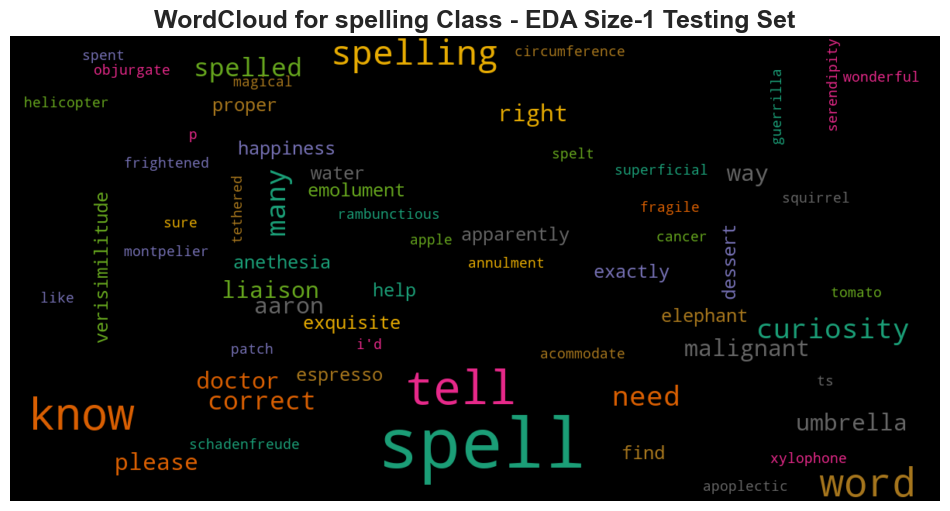 WordCloud for spelling Class - EDA Size-1 Testing Set
spent
spelling
circumference
objurgate
spelled
magical
wonderful
helicopter
proper
right
guerrilla
serendipity
p
happiness
frightened
spelt
water
superficial
way
many
emolument
tethered
squirrel
rambunctious
fragile
sure
apple
apparently
cancer
verisimilitude
montpelier
anethesia
annulment
exactly
dessert
like
liaison
help
tomato
aaron
exquisite
elephant
curiosity
patch
i'd
acommodate
malignant
doctor
espresso
tell
ts
correct
need
know
umbrella
schadenfreude
spell
find
please
xylophone
apoplectic
word